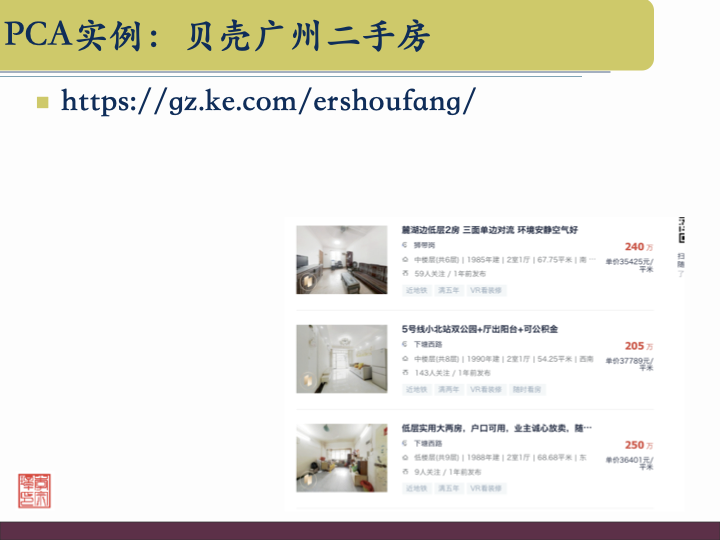 PCA实例：贝壳广州二手房
https://gz.ke.com/ershoufang/
麓湖边低层2房 三面单边对流 环境安静空气好
狮带岗
中楼层(共6层) | 1985年建 | 2室1厅 | 67.75平米 | 南 ···
59人关注 / 1年前发布
近地铁 满五年 VR看装修
240万
单价35425元/
平米
5号线小北站双公园+厅出阳台+可公积金
下塘西路
中楼层(共8层) | 1990年建 | 2室1厅 | 54.25平米 | 西南
143人关注 / 1年前发布
近地铁 满两年 VR看装修 随时看房
205万
单价37789元/
平米
低层实用大两房，户口可用，业主诚心放卖，随···
下塘西路
低楼层(共9层) | 1988年建 | 2室1厅 | 68.68平米 | 东
9人关注 / 1年前发布
近地铁 满五年 VR看装修
250万
单价36401元/
平米
扫
随
了